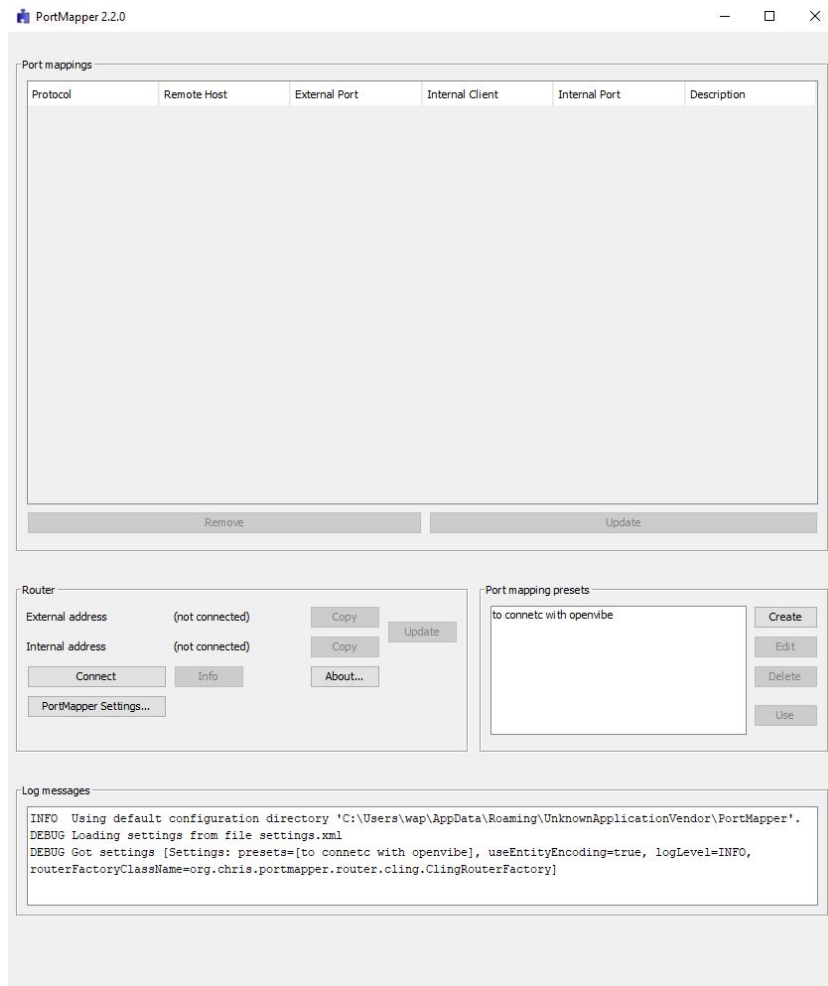 PortMapper 2.2.0
Port mappings
Protocol Remote Host External Port Internal Client Internal Port Description
Remove Update
Router
External address (not connected) Copy
Update
Internal address (not connected) Copy
Connect Info About...
PortMapper Settings...
Port mapping presets
to connetc with openvibe
Create
Edit
Delete
Use
Log messages
INFO  Using default configuration directory 'C:\Users\wap\AppData\Roaming\UnknownApplicationVendor\PortMapper'.
DEBUG Loading settings from file settings.xml
DEBUG Got settings [Settings: presets=[to connetc with openvibe], useEntityEncoding=true, logLevel=INFO,
routerFactoryClassName=org.chris.portmapper.router.cling.ClingRouterFactory]